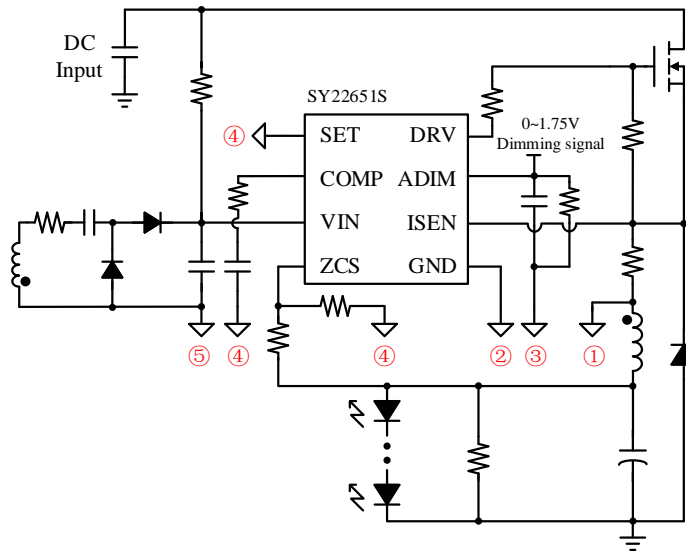 DC
Input
SY22651S
0~1.75V
Dimming signal
④
SET
DRV
COMP
ADIM
VIN
ISEN
ZCS
GND
⑤
④
④
②
③
①